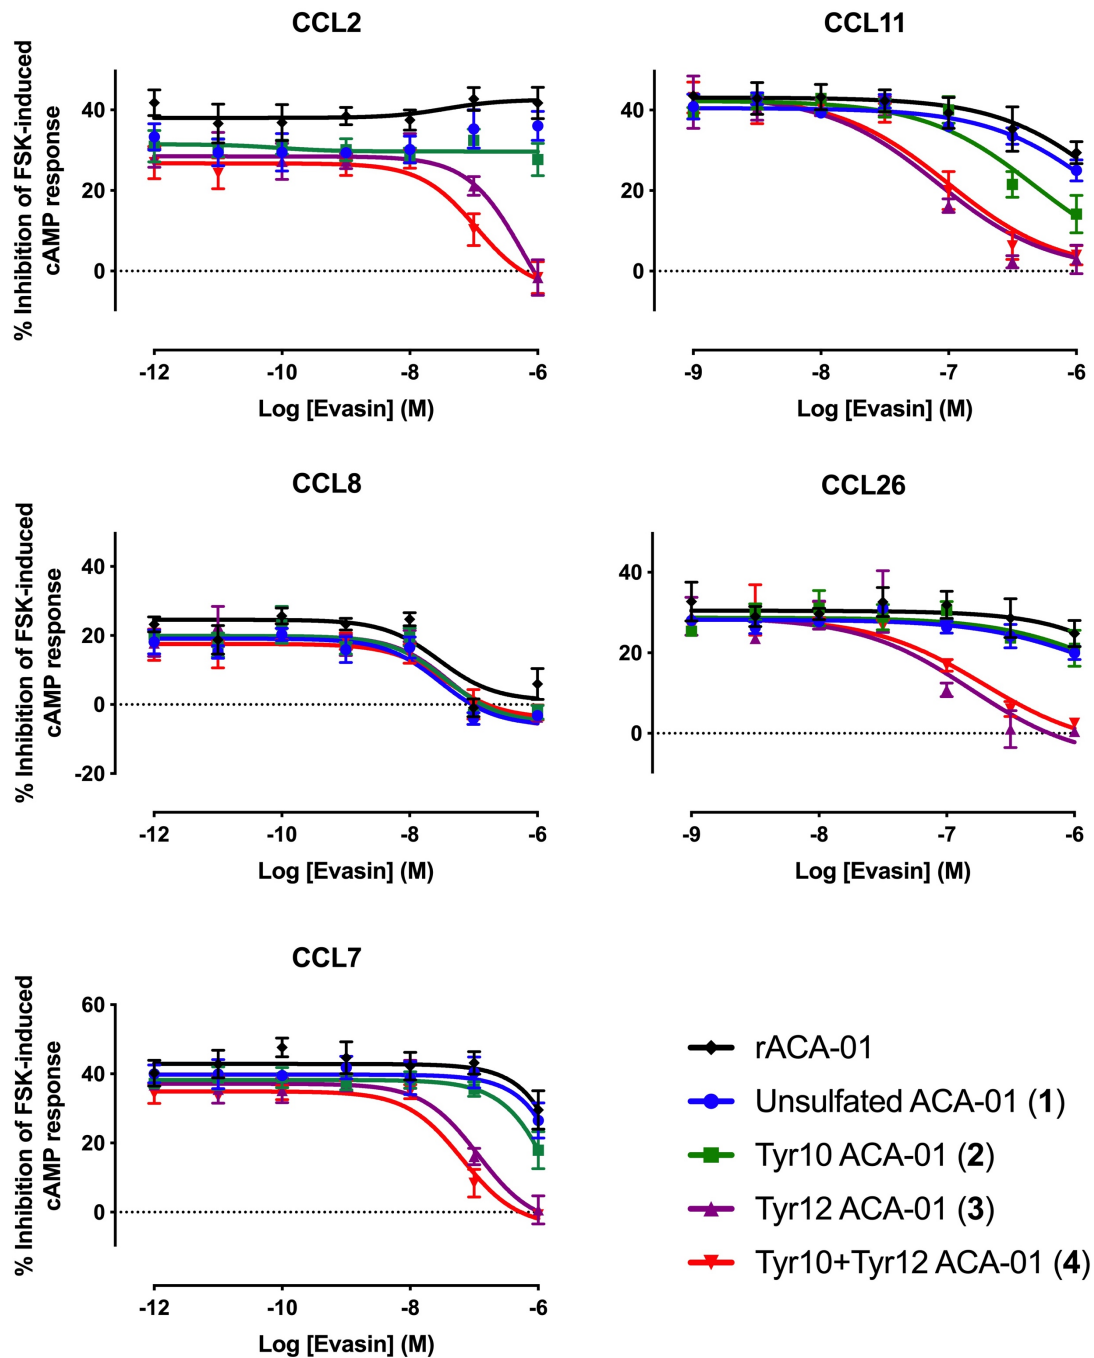 CCL2
% Inhibition of FSK-induced
cAMP response
40
20
0
-12 -10 -8 -6
Log [Evasin] (M)
CCL11
40
20
0
-9 -8 -7 -6
Log [Evasin] (M)
CCL8
% Inhibition of FSK-induced
cAMP response
40
20
0
-20
-12 -10 -8 -6
Log [Evasin] (M)
CCL26
40
20
0
-9 -8 -7 -6
Log [Evasin] (M)
CCL7
% Inhibition of FSK-induced
cAMP response
60
40
20
0
-12 -10 -8 -6
Log [Evasin] (M)
rACA-01
Unsulfated ACA-01 (1)
Tyr10 ACA-01 (2)
Tyr12 ACA-01 (3)
Tyr10+Tyr12 ACA-01 (4)